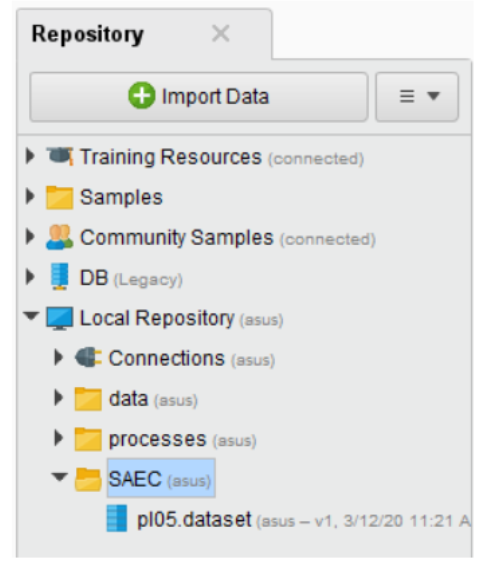 Repository
Import Data
Training Resources (connected)
Samples
Community Samples (connected)
DB (Legacy)
Local Repository (asus)
Connections (asus)
data (asus)
processes (asus)
SAEC (asus)
pl05.dataset (asus – v1, 3/12/20 11:21 A